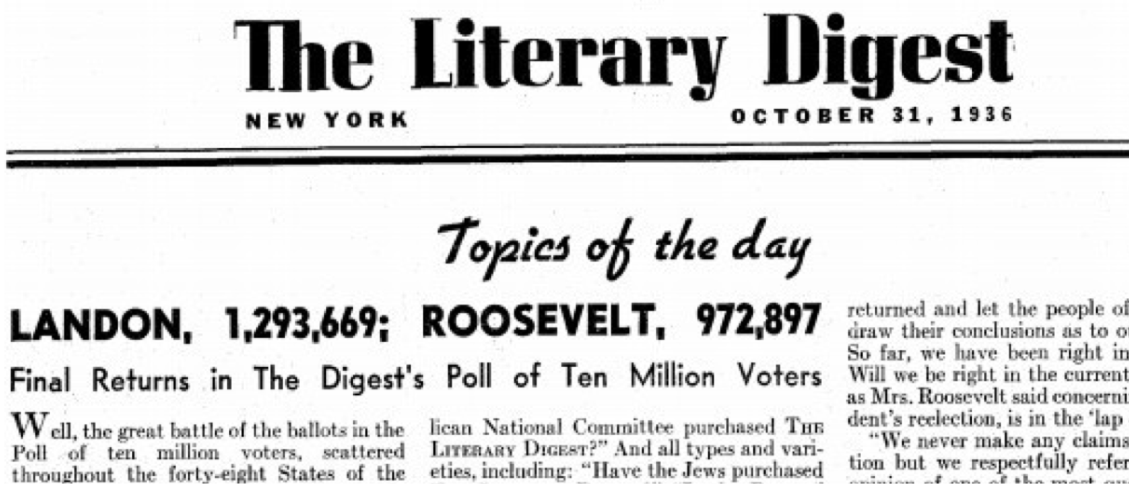 The Literary Digest
NEW YORK
OCTOBER 31, 1936
Topics of the day
LANDON, 1,293,669; ROOSEVELT, 972,897
Final Returns in The Digest's Poll of Ten Million Voters
Well, the great battle of the ballots in the
Poll of ten million voters, scattered
throughout the forty-eight States of the
lican National Committee purchased THE
LITERARY DIGEST?" And all types and vari-
eties, including: "Have the Jews purchased
returned and let the people of
draw their conclusions as to
So far, we have been right in
Will we be right in the current
as Mrs. Roosevelt said concerni
dent's reelection, is in the 'lap
"We never make any claims
tion but we respectfully refer